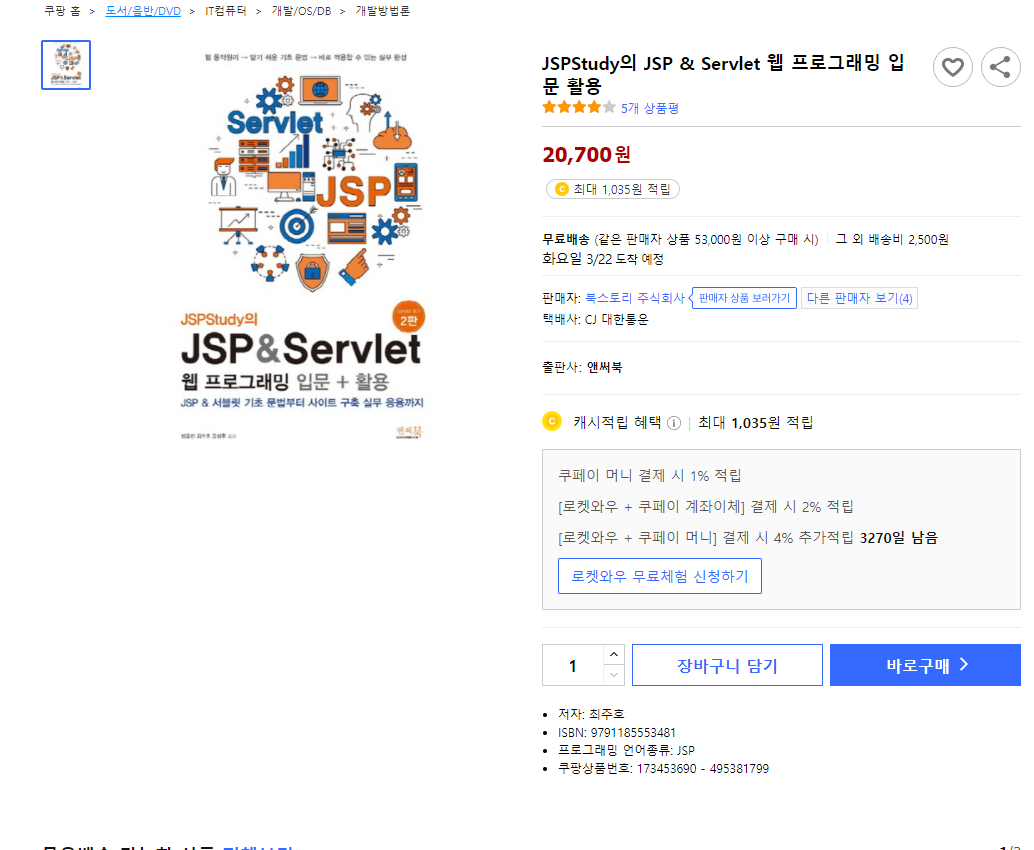 쿠팡 홈 > 도서/음반/DVD > IT컴퓨터 > 개발/OS/DB > 개발방법론
웹 동작원리 → 알기 쉬운 기초 문법 → 바로 적용할 수 있는 실무 완성
Servlet
JSP
2판
JSPStudy의
JSP&Servlet
웹 프로그래밍 입문 + 활용
JSP & 서블릿 기초 문법부터 사이트 구축 실무 응용까지
앤써북
JSPStudy의 JSP & Servlet 웹 프로그래밍 입
문 활용
5개 상품평
20,700원
C 최대 1,035원 적립
무료배송 (같은 판매자 상품 53,000원 이상 구매 시) 그 외 배송비 2,500원
화요일 3/22 도착 예정
판매자: 북스토리 주식회사 판매자 상품 보러가기 다른 판매자 보기(4)
택배사: CJ 대한통운
출판사: 앤써북
C 캐시적립 혜택 i 최대 1,035원 적립
쿠페이 머니 결제 시 1% 적립
[로켓와우 + 쿠페이 계좌이체] 결제 시 2% 적립
[로켓와우 + 쿠페이 머니] 결제 시 4% 추가적립 3270일 남음
로켓와우 무료체험 신청하기
1 장바구니 담기 바로구매 >
• 저자: 최주호
• ISBN: 9791185553481
• 프로그래밍 언어종류: JSP
• 쿠팡상품번호: 173453690 - 495381799